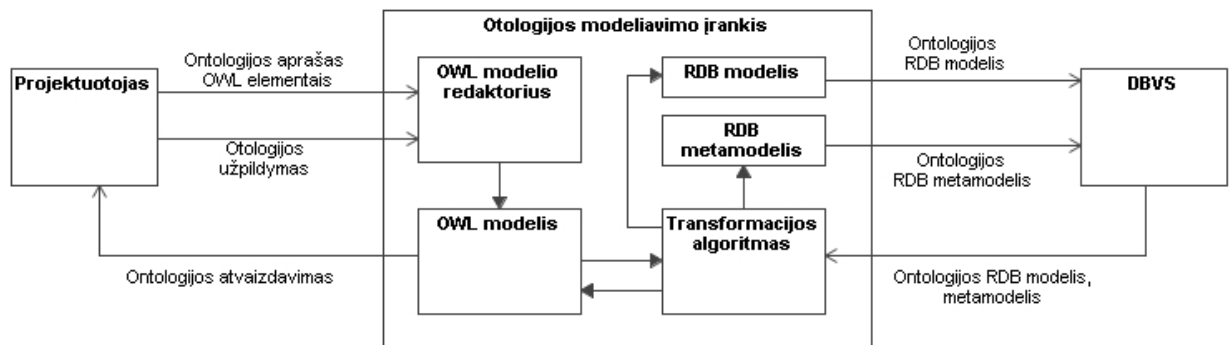 Otologijos modeliavimo įrankis
Projektuotojas
Ontologijos aprašas
OWL elementais
Otologijos
užpildymas
OWL modelio
redaktorius
RDB modelis
RDB
metamodelis
Ontologijos
RDB modelis
Ontologijos
RDB metamodelis
DBVS
OWL modelis
Transformacijos
algoritmas
Ontologijos atvaizdavimas
Ontologijos RDB modelis,
metamodelis